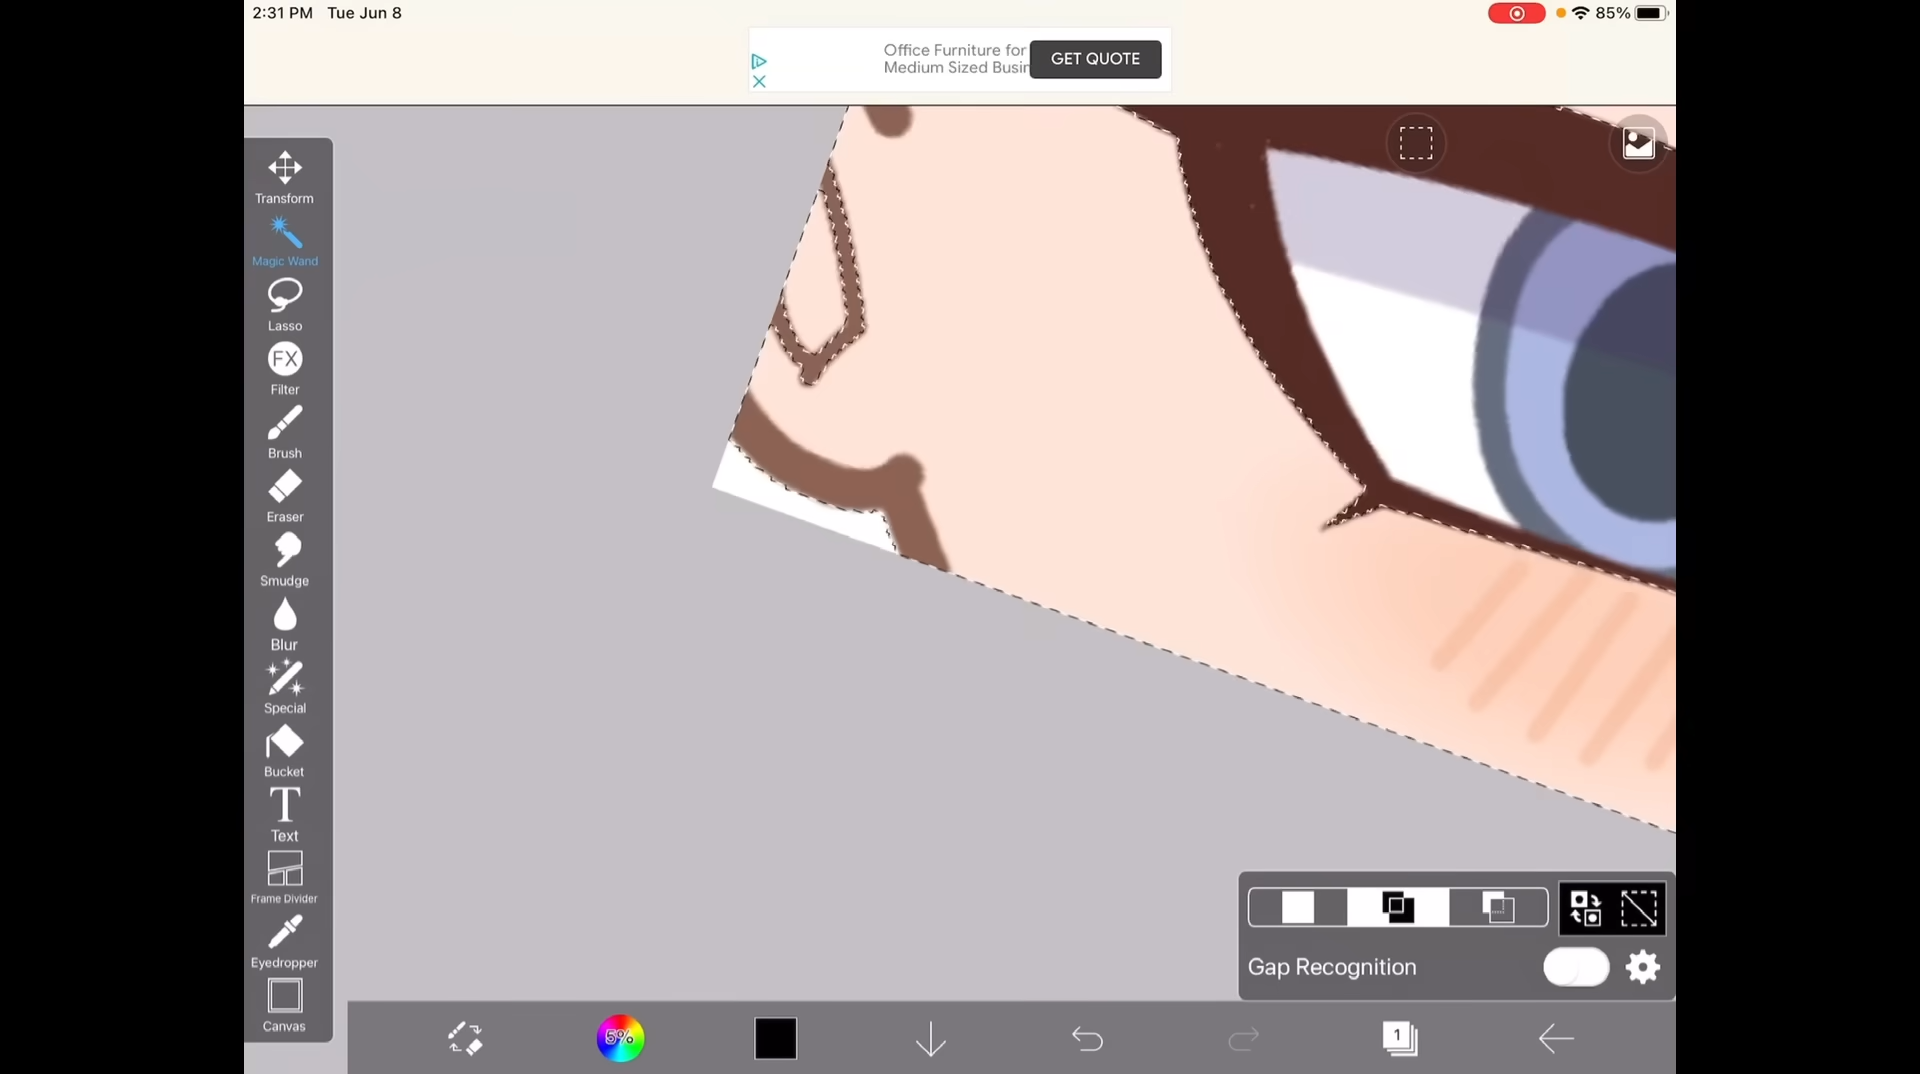 2:31 PM Tue Jun 8
85%
Office Furniture for
Medium Sized Busin
GET QUOTE
Transform
Magic Wand
Lasso
FX
Filter
Brush
Eraser
Smudge
Blur
Special
Bucket
T
Text
Frame Divider
Eyedropper
Canvas
Gap Recognition
5%
1